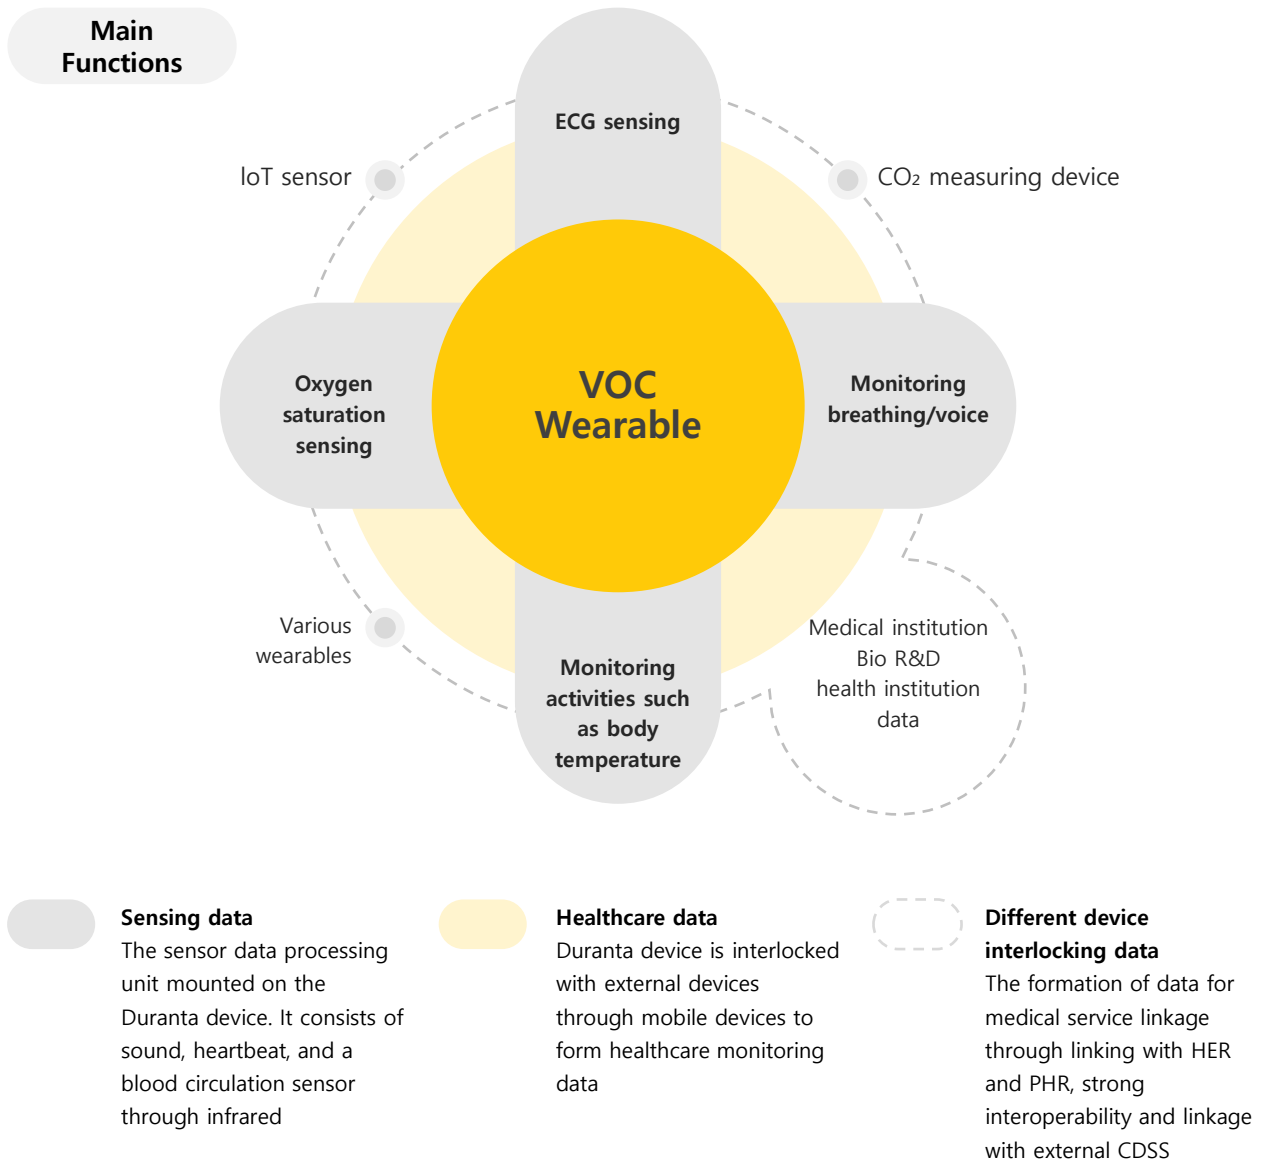 Main
Functions
ECG sensing
IoT sensor
CO₂ measuring device
Oxygen
saturation
sensing
VOC
Wearable
Monitoring
breathing/voice
Various
wearables
Monitoring
activities such
as body
temperature
Medical institution
Bio R&D
health institution
data
Sensing data
The sensor data processing
unit mounted on the
Duranta device. It consists of
sound, heartbeat, and a
blood circulation sensor
through infrared
Healthcare data
Duranta device is interlocked
with external devices
through mobile devices to
form healthcare monitoring
data
Different device
interlocking data
The formation of data for
medical service linkage
through linking with HER
and PHR, strong
interoperability and linkage
with external CDSS